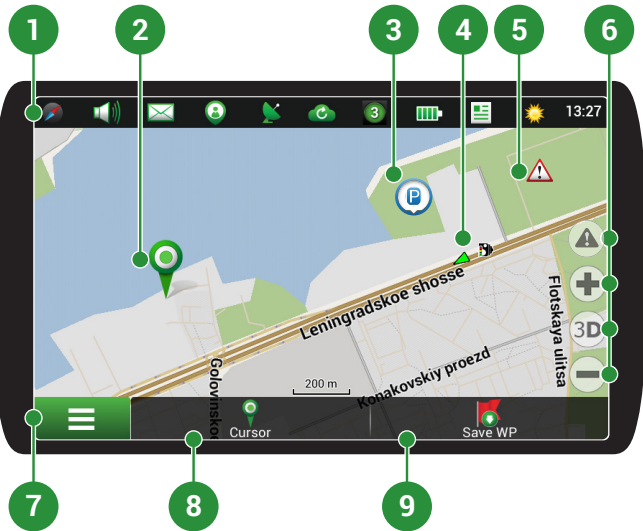 1 2 3 4 5 6
3 13:27
P
Leningradskoe shosse
Flotskaya ulitsa
3D
200 m
Konakovskiy proezd
Golovinskoe
Cursor
Save WP
7 8 9